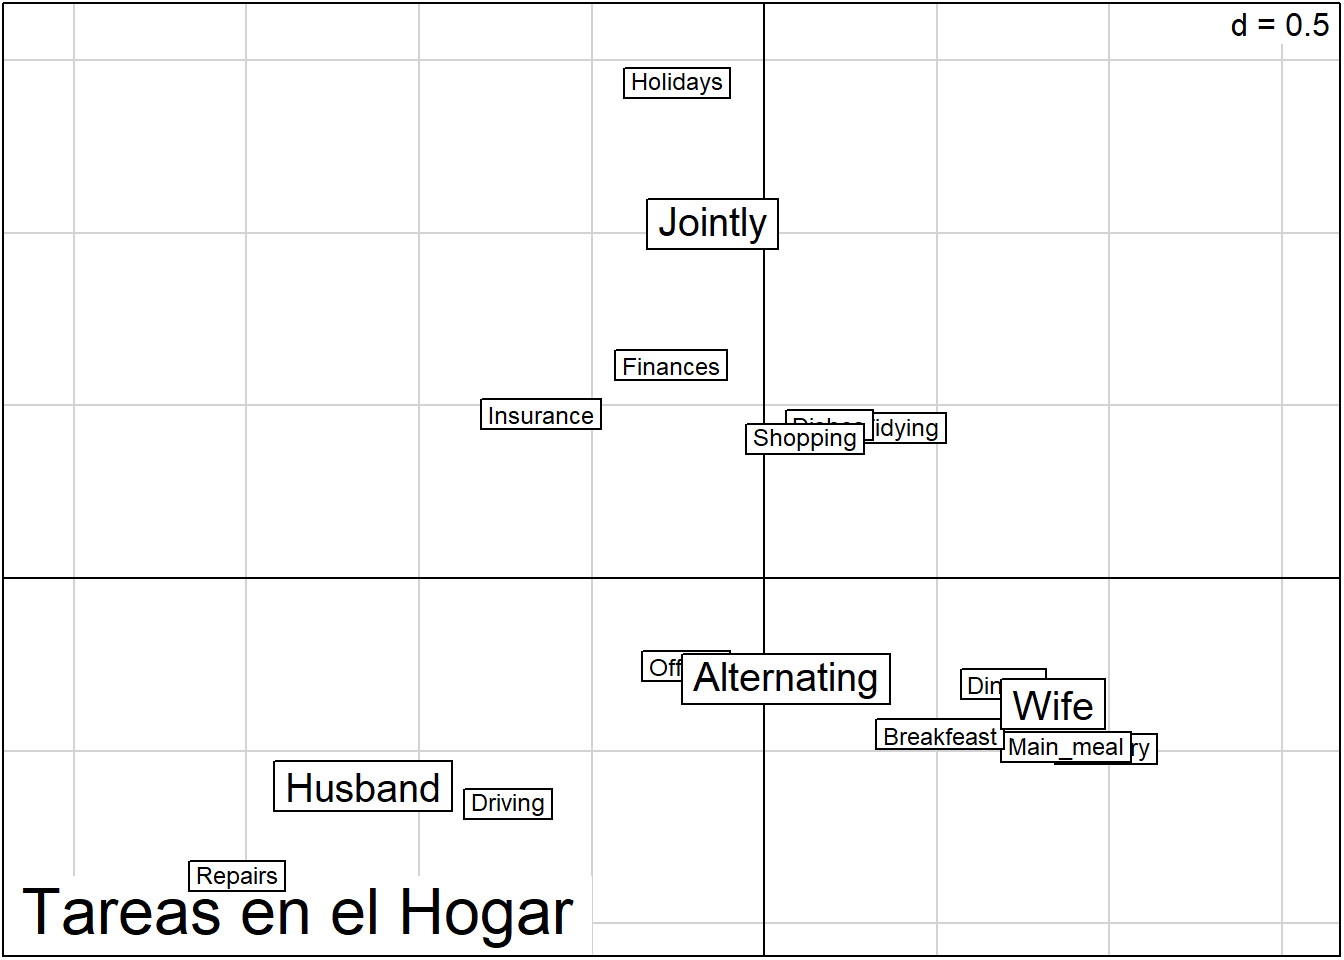 d = 0.5
Holidays
Jointly
Finances
Insurance
idying
Shopping
Off
Alternating
Din
Wife
Breakfeast
Main_meal
ry
Husband
Driving
Repairs
Tareas en el Hogar